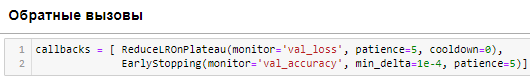 Обратные вызовы
1 callbacks = [ ReduceLROnPlateau(monitor='val_loss', patience=5, cooldown=0),
2 EarlyStopping(monitor='val_accuracy', min_delta=1e-4, patience=5)]